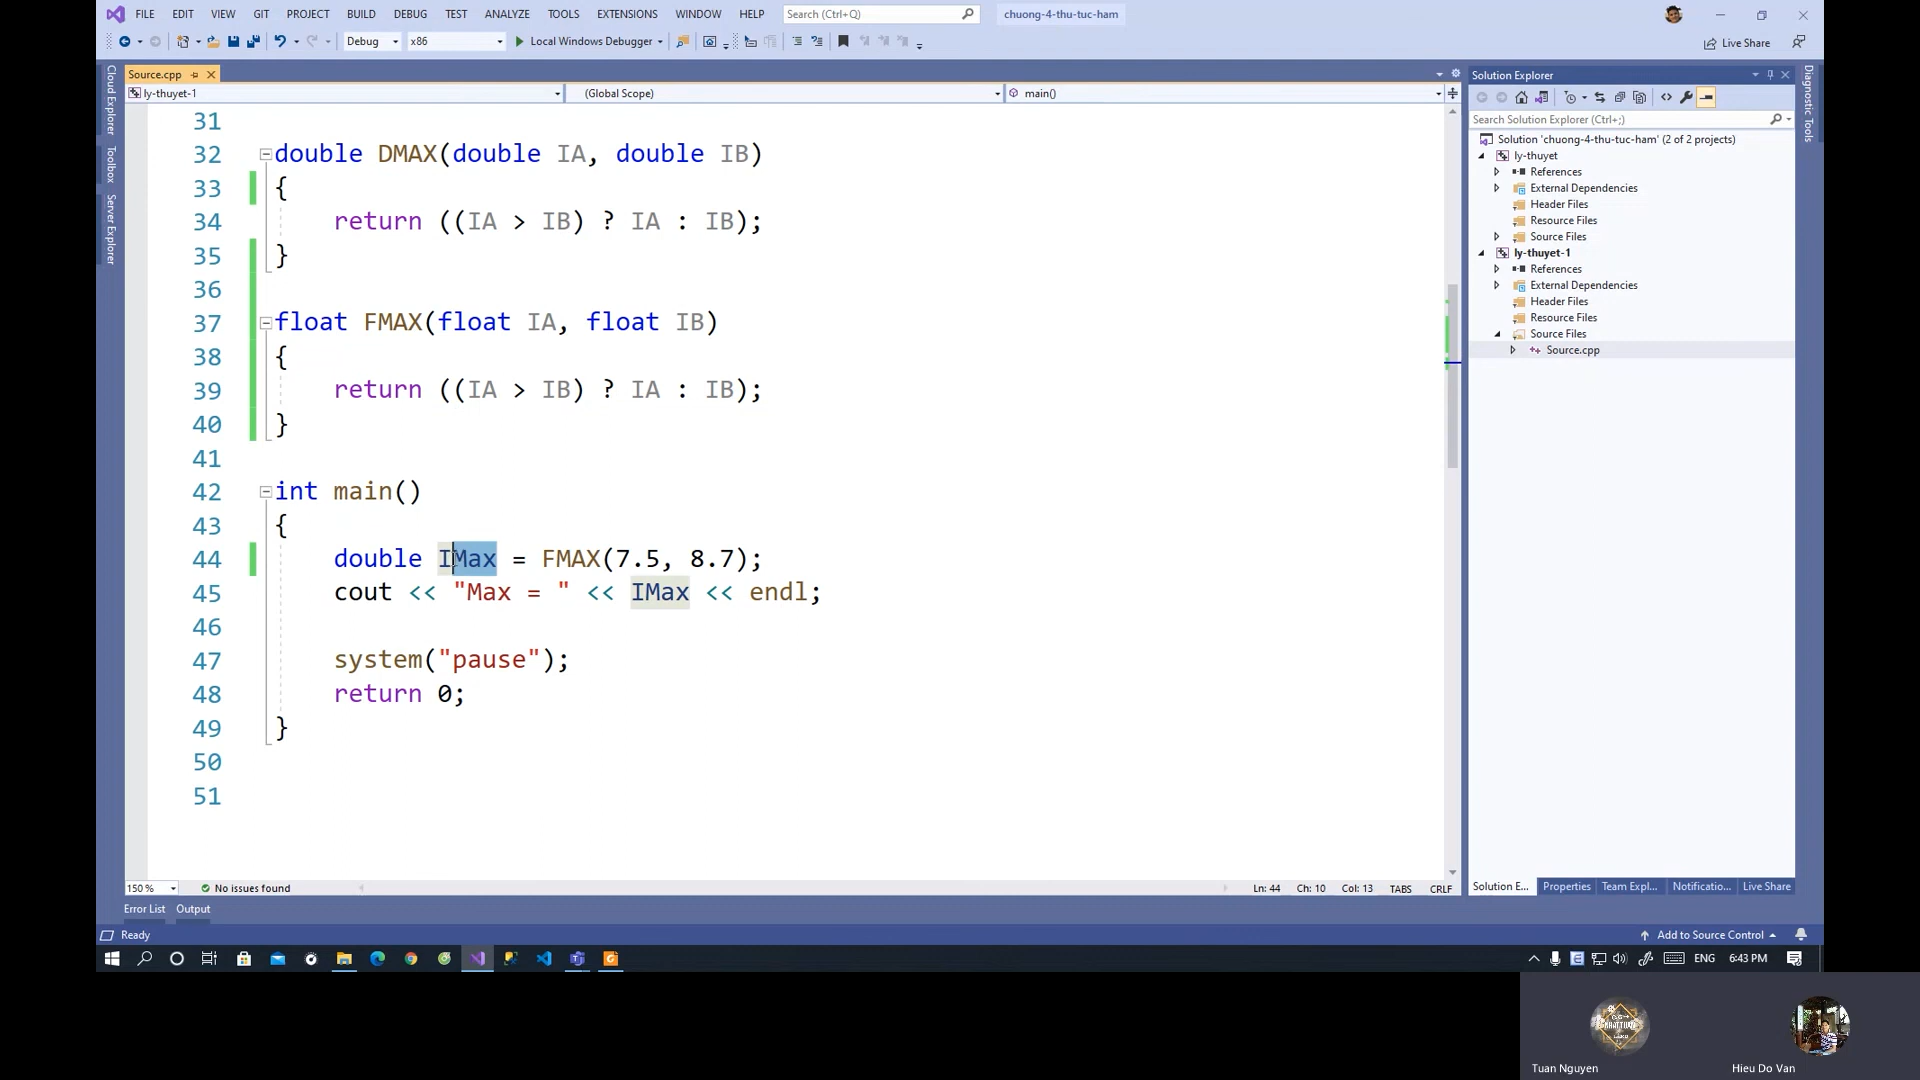 FILE EDIT VIEW GIT PROJECT BUILD DEBUG TEST ANALYZE TOOLS EXTENSIONS WINDOW HELP Search (Ctrl+Q) chuong-4-thu-tuc-ham
Debug x86 Local Windows Debugger Live Share
Cloud Explorer
Toolbox
Server Explorer
Source.cpp
ly-thuyet-1 (Global Scope) main()
31
32 double DMAX(double IA, double IB)
33 {
34 return ((IA > IB) ? IA : IB);
35 }
36
37 float FMAX(float IA, float IB)
38 {
39 return ((IA > IB) ? IA : IB);
40 }
41
42 int main()
43 {
44 double IMax = FMAX(7.5, 8.7);
45 cout << "Max = " << IMax << endl;
46
47 system("pause");
48 return 0;
49 }
50
51
150 % No issues found Ln: 44 Ch: 10 Col: 13 TABS CRLF
Solution Explorer
Search Solution Explorer (Ctrl+;)
Solution 'chuong-4-thu-tuc-ham' (2 of 2 projects)
ly-thuyet
References
External Dependencies
Header Files
Resource Files
Source Files
ly-thuyet-1
References
External Dependencies
Header Files
Resource Files
Source Files
Source.cpp
Solution E... Properties Team Expl... Notificatio... Live Share
Diagnostic Tools
Error List Output
Ready Add to Source Control
ENG 6:43 PM
Tuan Nguyen Hieu Do Van